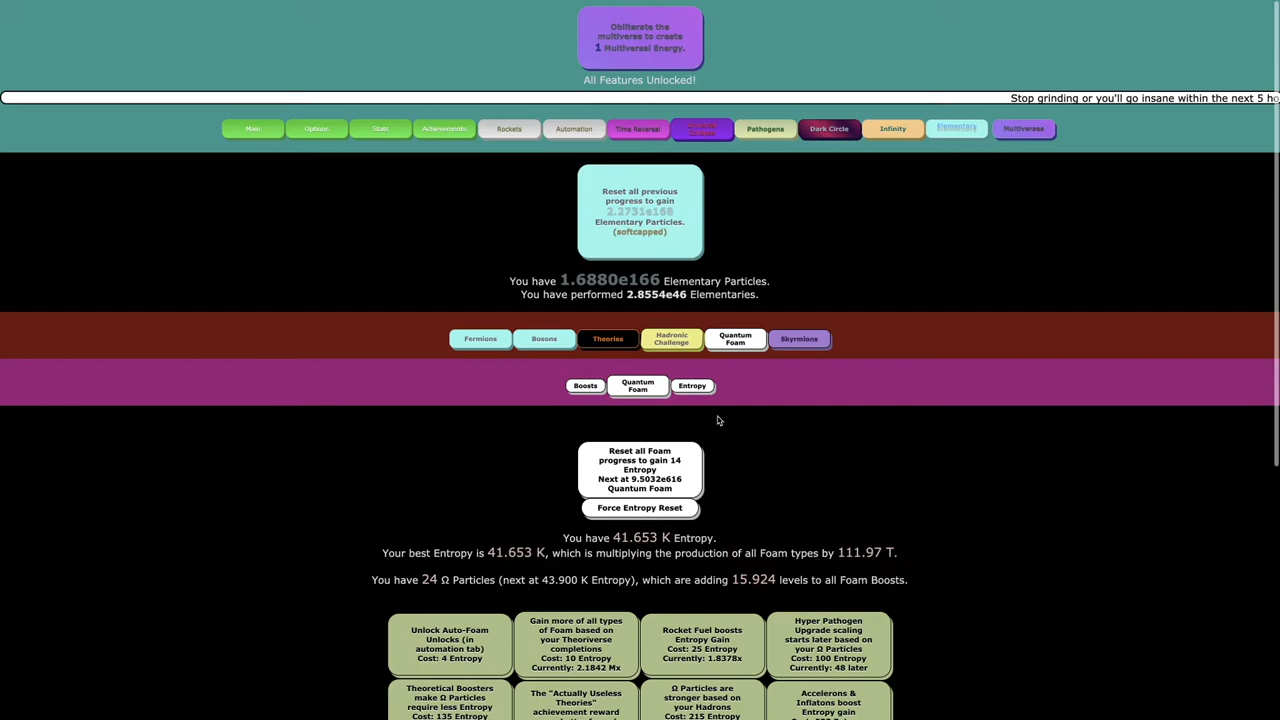 Obliterate the
multiverse to create
1 Multiversal Energy.
All Features Unlocked!
Stop grinding or you'll go insane within the next 5 ho
Main
Options
Stats
Achievements
Rockets
Automation
Time Reversal
Pathogens
Dark Circle
Infinity
Elementary
Multiverse
Reset all previous
progress to gain
2.2731e168
Elementary Particles.
(softcapped)
You have 1.6880e166 Elementary Particles.
You have performed 2.8554e46 Elementaries.
Fermions
Bosons
Theories
Hadronic
Challenge
Quantum
Foam
Skyrmions
Boosts
Quantum
Foam
Entropy
Reset all Foam
progress to gain 14
Entropy
Next at 9.5032e616
Quantum Foam
Force Entropy Reset
You have 41.653 K Entropy.
Your best Entropy is 41.653 K, which is multiplying the production of all Foam types by 111.97 T.
You have 24 Ω Particles (next at 43.900 K Entropy), which are adding 15.924 levels to all Foam Boosts.
Unlock Auto-Foam
Unlocks (in
automation tab)
Cost: 4 Entropy
Gain more of all types
of Foam based on
your Theoriverse
completions
Cost: 10 Entropy
Currently: 2.1842 Mx
Rocket Fuel boosts
Entropy Gain
Cost: 25 Entropy
Currently: 1.8378x
Hyper Pathogen
Upgrade scaling
starts later based on
your Ω Particles
Cost: 100 Entropy
Currently: 48 later
Theoretical Boosters
make Ω Particles
require less Entropy
Cost: 135 Entropy
The "Actually Useless
Theories"
achievement reward
Ω Particles are
stronger based on
your Hadrons
Cost: 215 Entropy
Accelerons &
Inflatons boost
Entropy gain